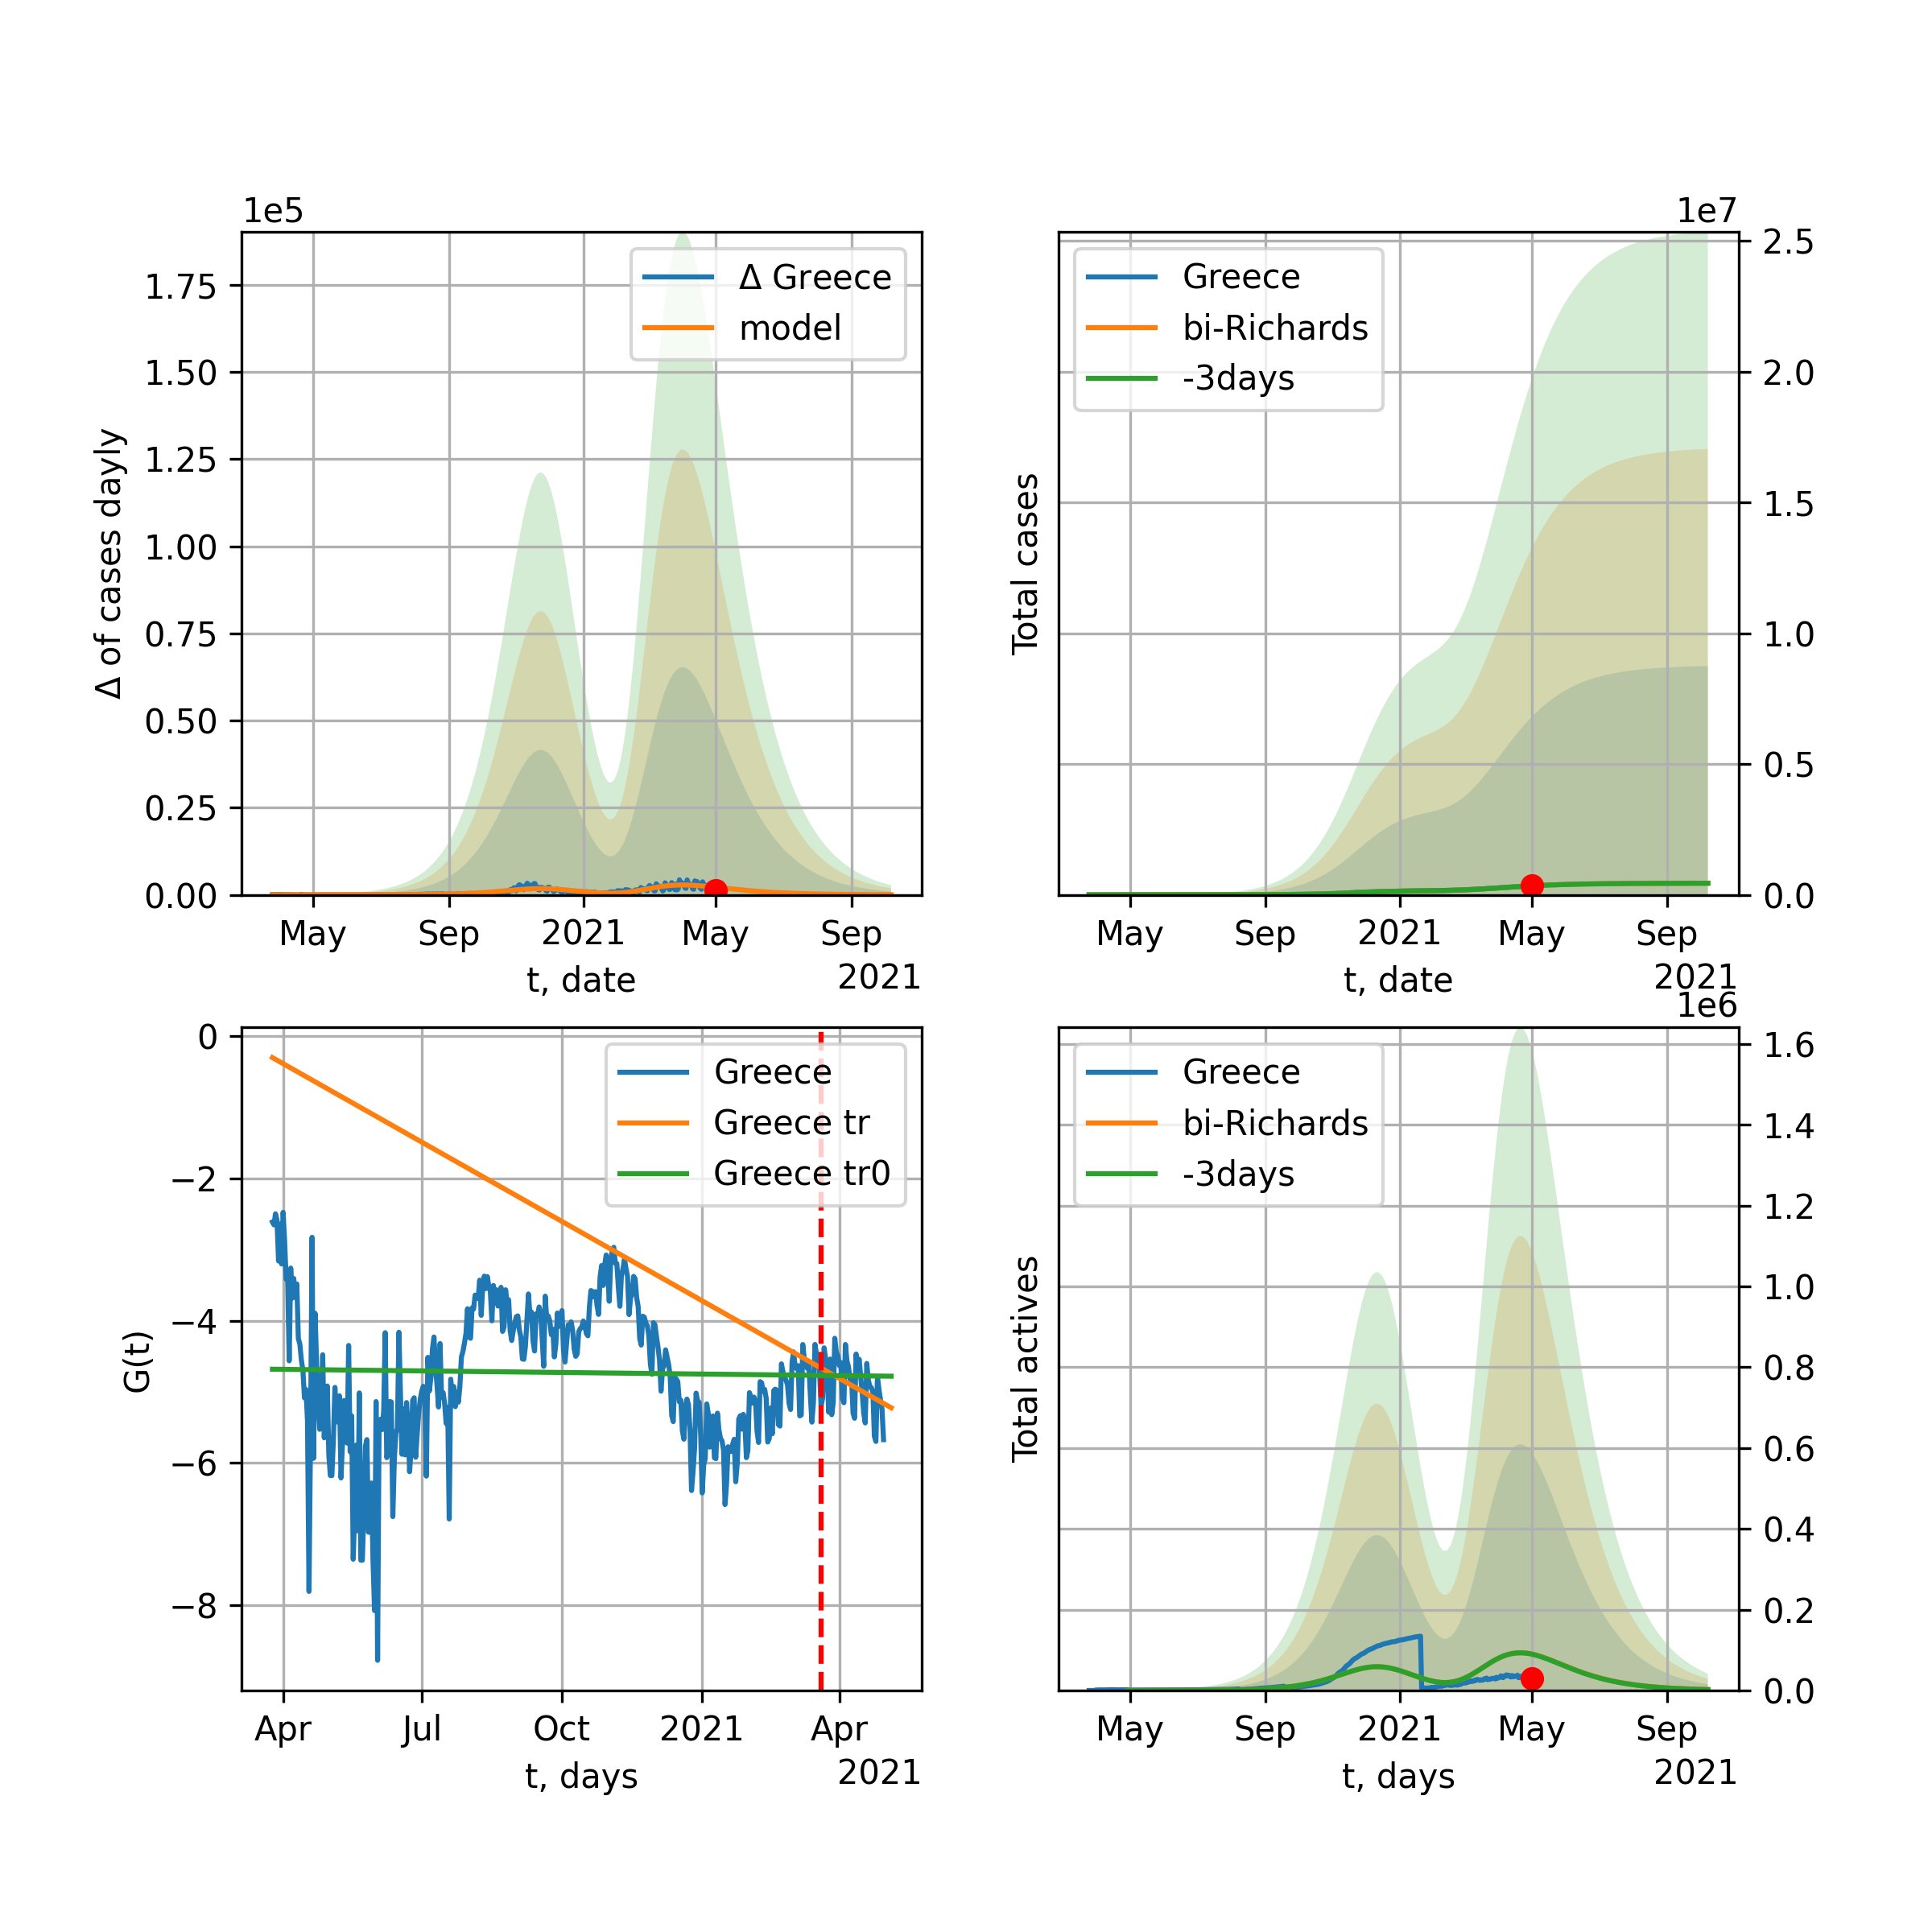 1e5
Δ of cases dayly
1.75
1.50
1.25
1.00
0.75
0.50
0.25
0.00
Δ Greece
model
May Sep 2021 May Sep
t, date
2021
1e7
Total cases
Greece
bi-Richards
-3days
2.5
2.0
1.5
1.0
0.5
0.0
May Sep 2021 May Sep
t, date
2021
G(t)
0
−2
−4
−6
−8
Greece
Greece tr
Greece tr0
Apr Jul Oct 2021 Apr
t, days
2021
1e6
Total actives
Greece
bi-Richards
-3days
1.6
1.4
1.2
1.0
0.8
0.6
0.4
0.2
0.0
May Sep 2021 May Sep
t, days
2021